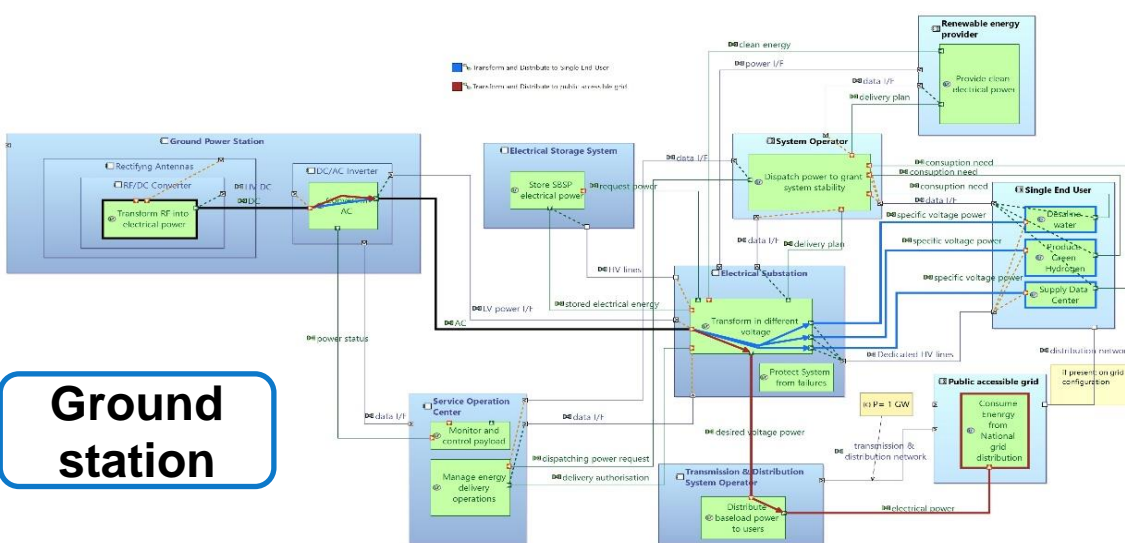 Renewable energy
provider
Provide clean
electrical power
clean energy
power I/F
data I/F
delivery plan
Transform and Distribute to Single End User
Transform and Distribute to public accessible grid
Ground Power Station
Rectifying Antennas
RF/DC Converter
Transform RF into
electrical power
HV DC
DC
DC/AC Inverter
AC
Electrical Storage System
Store SBSP
electrical power
request power
data I/F
System Operator
Dispatch power to grant
system stability
consuption need
consuption need
consuption need
data I/F
Single End User
Desaline
water
Produce
Green
Hydrogen
Supply Data
Center
specific voltage power
specific voltage power
specific voltage power
data I/F
delivery plan
HV lines
Electrical Substation
Transform in different
voltage
Protect System
from failures
stored electrical energy
LV power I/F
AC
power status
Dedicated HV lines
distribution network
If present on grid
configuration
Ground
station
Service Operation
Center
Monitor and
control payload
Manage energy
delivery
operations
data I/F
data I/F
desired voltage power
dispatching power request
delivery authorisation
P= 1 GW
transmission &
distribution network
Public accessible grid
Consume
Enenrgy
from
National
grid
distribution
Transmission & Distribution
System Operator
Distribute
baseload power
to users
electrical power